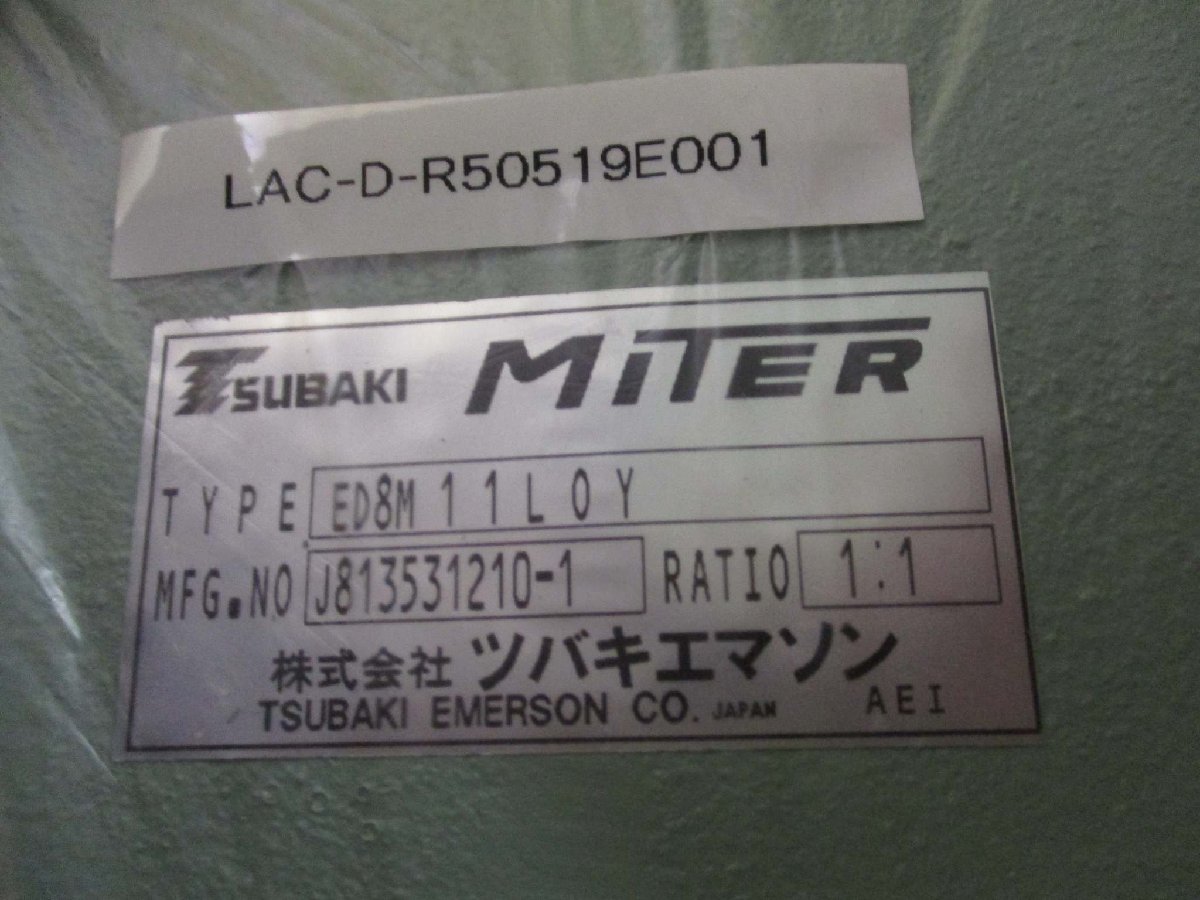 LAC-D-R50519E001
TSUBAKI MITER
TYPE ED8M 1 1 L 0 Y
MFG.NO J813531210-1 RATIO 1:1
株式会社 ツバキエマソン
TSUBAKI EMERSON CO. JAPAN AEI